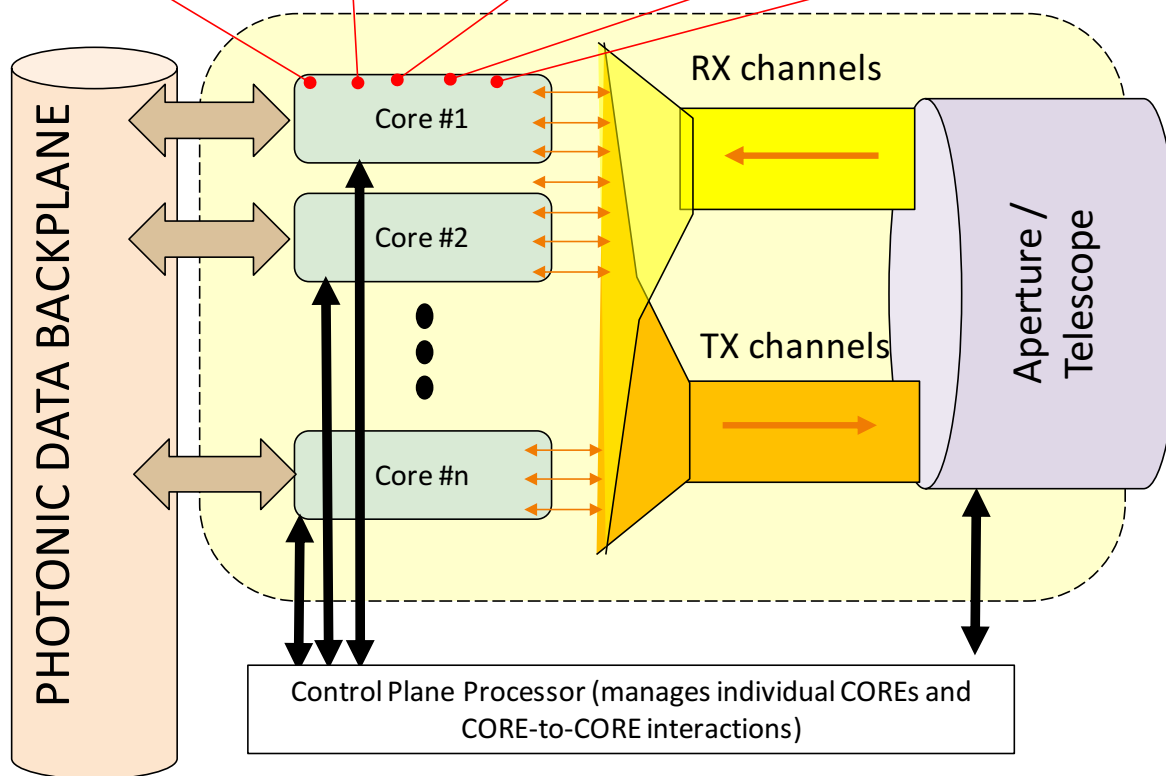 PHOTONIC DATA BACKPLANE
Core #1
Core #2
Core #n
RX channels
TX channels
Aperture /
Telescope
Control Plane Processor (manages individual COREs and
CORE-to-CORE interactions)